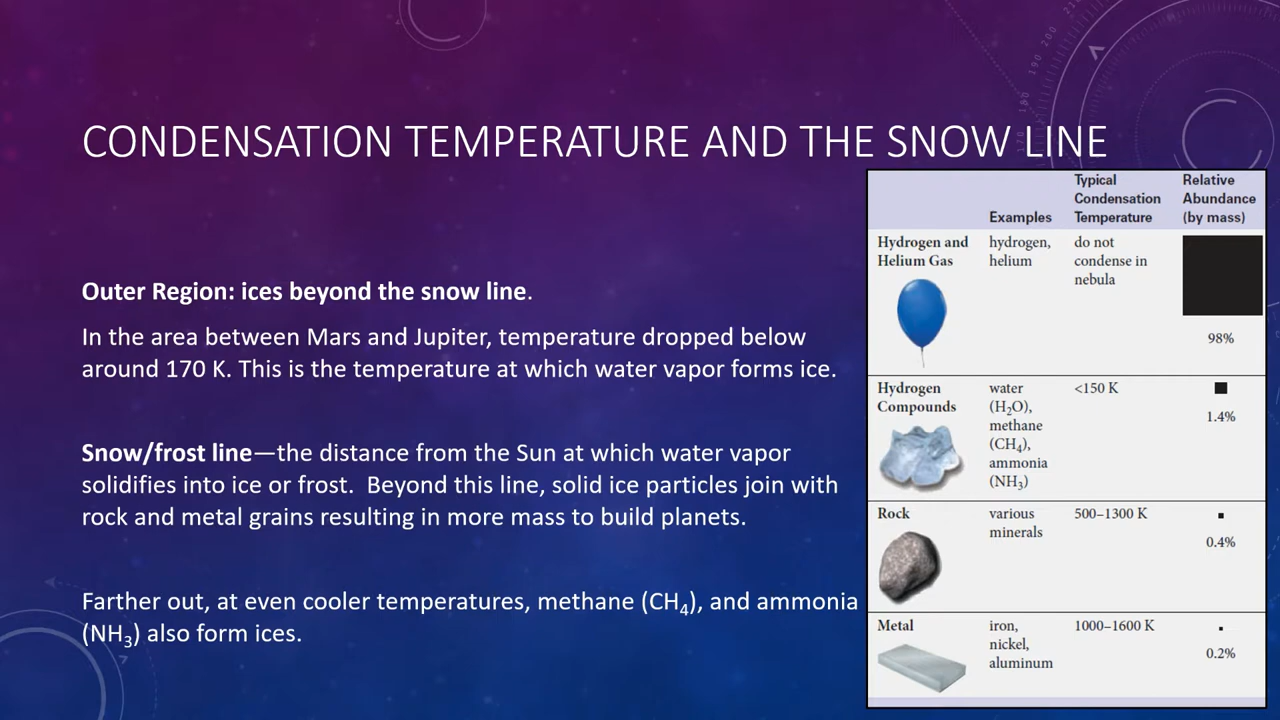 CONDENSATION TEMPERATURE AND THE SNOW LINE
Outer Region: ices beyond the snow line.
In the area between Mars and Jupiter, temperature dropped below
around 170 K. This is the temperature at which water vapor forms ice.
Snow/frost line—the distance from the Sun at which water vapor
solidifies into ice or frost.  Beyond this line, solid ice particles join with
rock and metal grains resulting in more mass to build planets.
Farther out, at even cooler temperatures, methane (CH₄), and ammonia
(NH₃) also form ices.
Examples
Typical
Condensation
Temperature
Relative
Abundance
(by mass)
Hydrogen and
Helium Gas
hydrogen,
helium
do not
condense in
nebula
98%
Hydrogen
Compounds
water
(H₂O),
methane
(CH₄),
ammonia
(NH₃)
<150 K
1.4%
Rock
various
minerals
500–1300 K
0.4%
Metal
iron,
nickel,
aluminum
1000–1600 K
0.2%
170 180 190 200